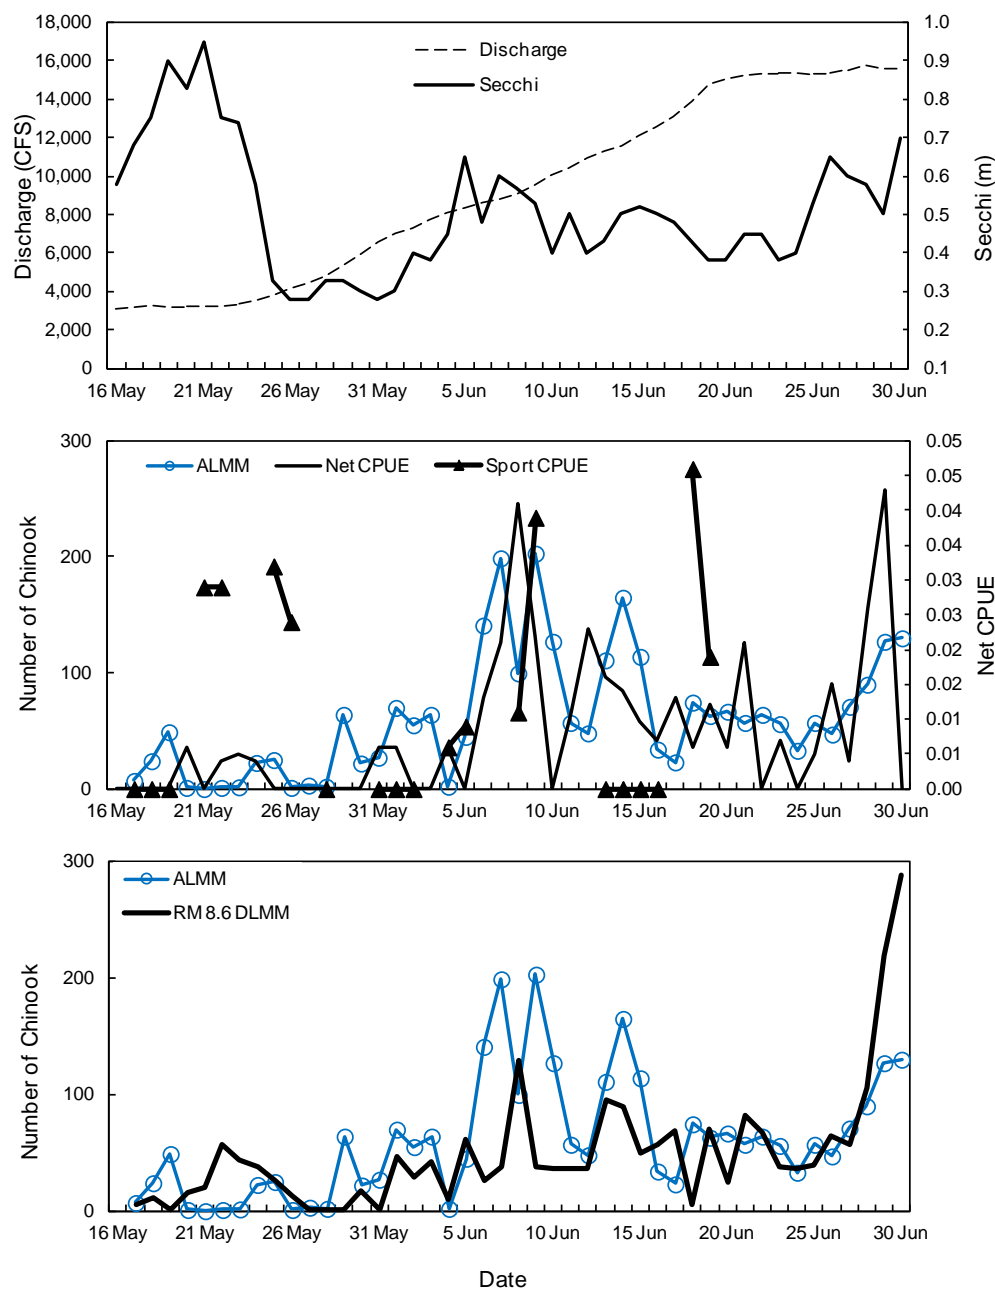 18,000 1.0
16,000 Discharge 0.9
14,000 Secchi 0.8
12,000 0.7
10,000 0.6
8,000 0.5
6,000 0.4
4,000 0.3
2,000 0.2
0 0.1
Discharge (CFS)
Secchi (m)
16 May 21 May 26 May 31 May 5 Jun 10 Jun 15 Jun 20 Jun 25 Jun 30 Jun
300 0.05
ALMM Net CPUE Sport CPUE 0.05
0.04
200 0.04
0.03
0.03
100 0.02
0.02
0.01
0.01
0 0.00
Number of Chinook
Net CPUE
16 May 21 May 26 May 31 May 5 Jun 10 Jun 15 Jun 20 Jun 25 Jun 30 Jun
300
ALMM
RM 8.6 DLMM
200
100
0
Number of Chinook
16 May 21 May 26 May 31 May 5 Jun 10 Jun 15 Jun 20 Jun 25 Jun 30 Jun
Date